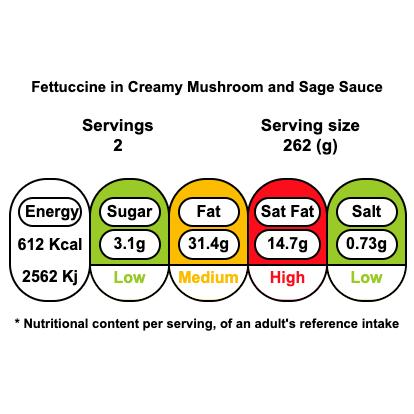 Fettuccine in Creamy Mushroom and Sage Sauce
Servings
2
Serving size
262 (g)
Energy
612 Kcal
2562 Kj
Sugar
3.1g
Low
Fat
31.4g
Medium
Sat Fat
14.7g
High
Salt
0.73g
Low
* Nutritional content per serving, of an adult's reference intake